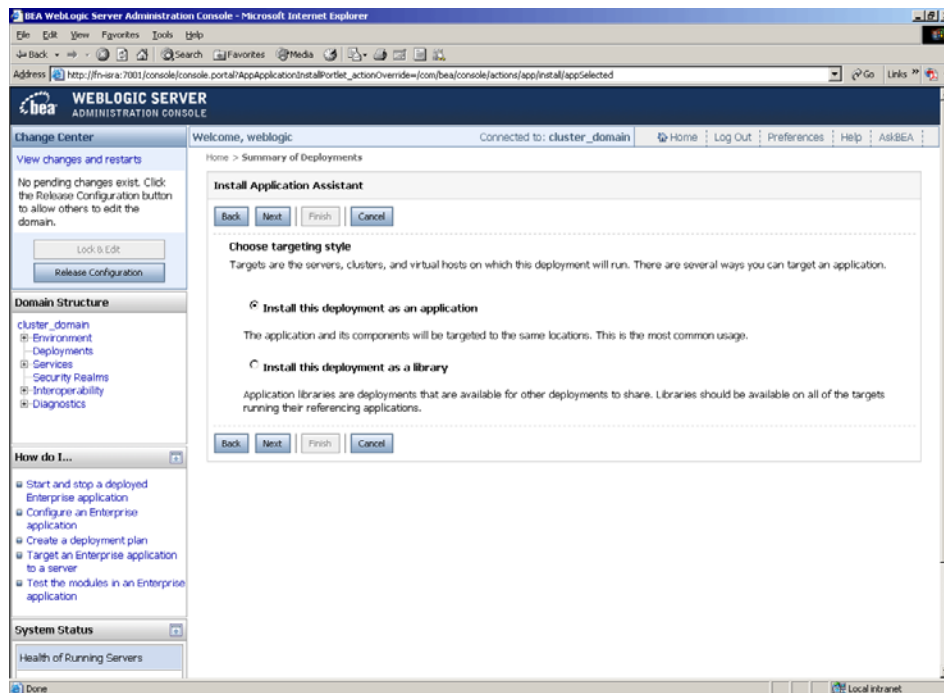 BEA WebLogic Server Administration Console - Microsoft Internet Explorer
File Edit View Favorites Tools Help
Back Search Favorites Media
Address http://fn-isra:7001/console/console.portal?AppApplicationInstallPortlet_actionOverride=/com/bea/console/actions/app/install/appSelected Go Links »
bea WEBLOGIC SERVER
ADMINISTRATION CONSOLE
Change Center
View changes and restarts
No pending changes exist. Click
the Release Configuration button
to allow others to edit the
domain.
Lock & Edit
Release Configuration
Domain Structure
cluster_domain
Environment
Deployments
Services
Security Realms
Interoperability
Diagnostics
How do I...
Start and stop a deployed
Enterprise application
Configure an Enterprise
application
Create a deployment plan
Target an Enterprise application
to a server
Test the modules in an Enterprise
application
System Status
Health of Running Servers
Welcome, weblogic Connected to: cluster_domain Home Log Out Preferences Help AskBEA
Home > Summary of Deployments
Install Application Assistant
Back Next Finish Cancel
Choose targeting style
Targets are the servers, clusters, and virtual hosts on which this deployment will run. There are several ways you can target an application.
Install this deployment as an application
The application and its components will be targeted to the same locations. This is the most common usage.
Install this deployment as a library
Application libraries are deployments that are available for other deployments to share. Libraries should be available on all of the targets
running their referencing applications.
Back Next Finish Cancel
Done Local intranet